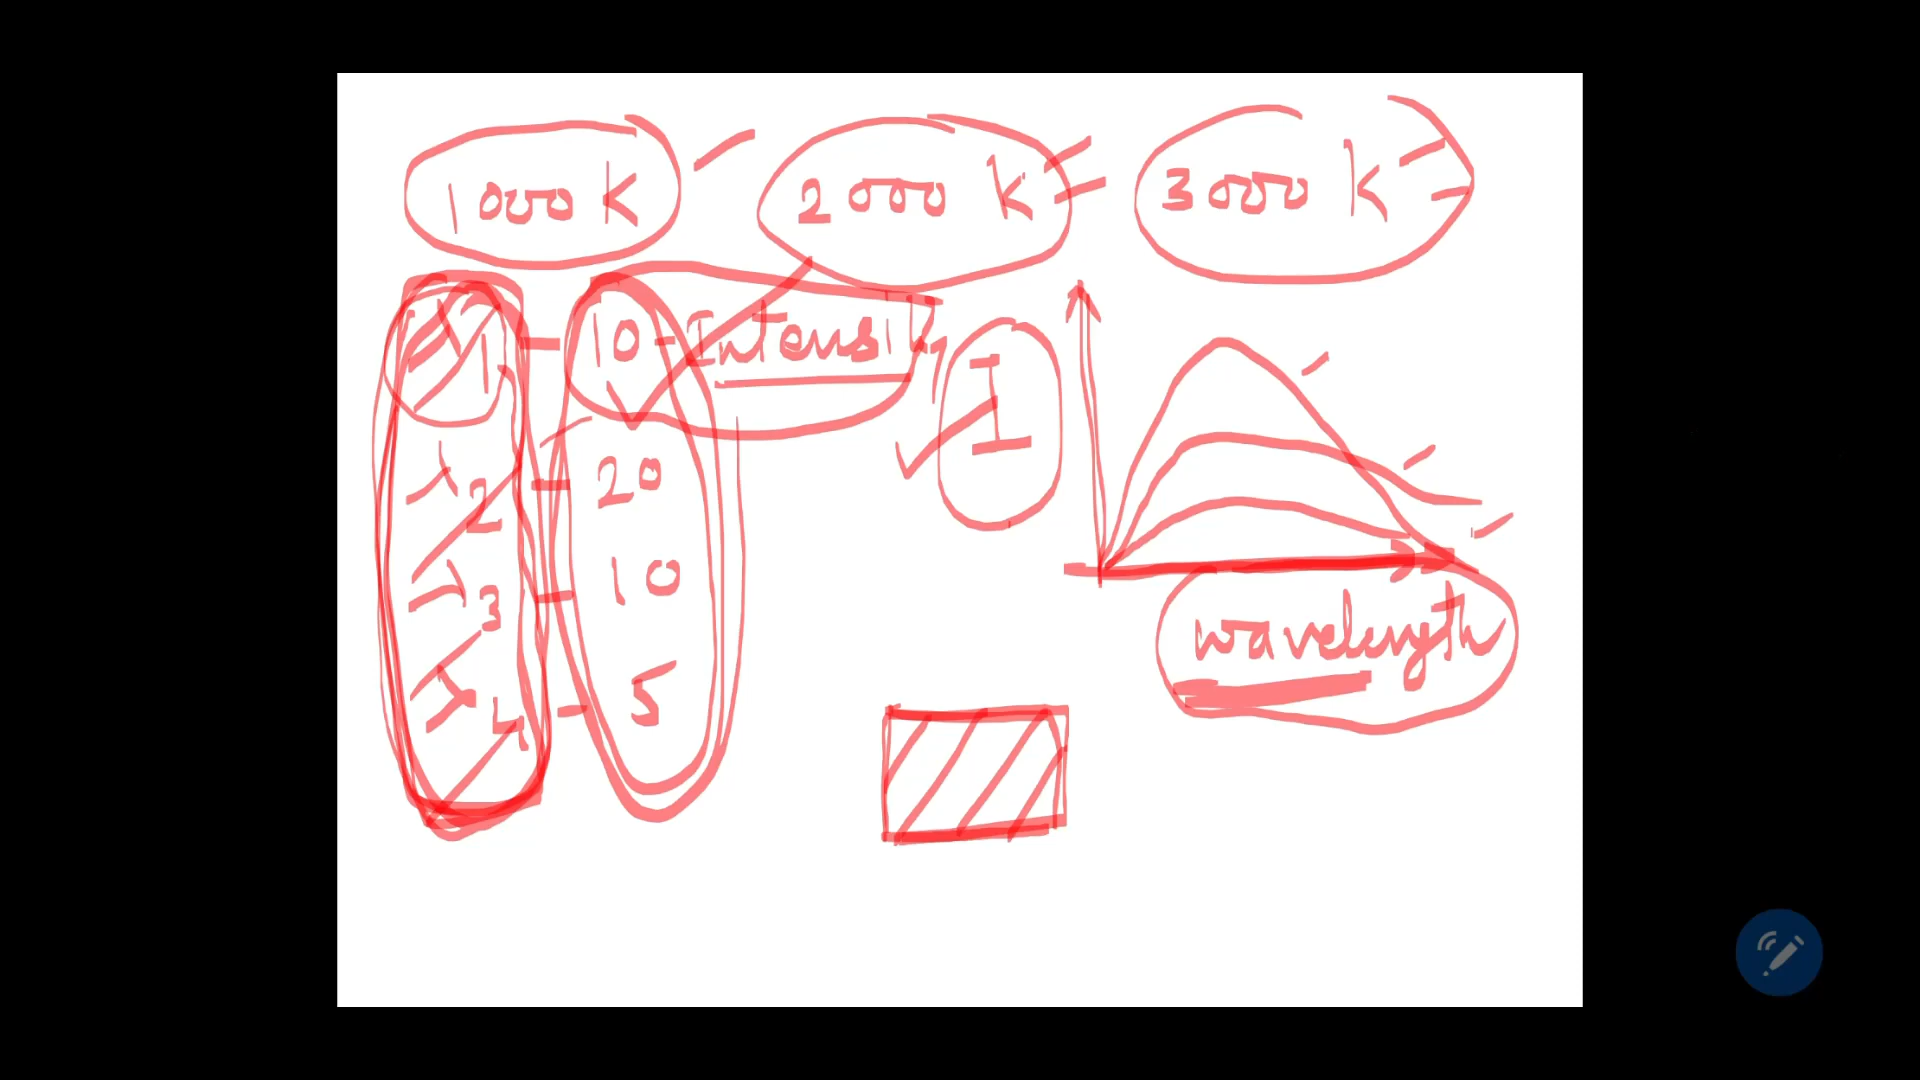 1000 K 2000 K 3000 K
λ1 - 10 - Intensity
I
λ2 - 20
λ3 - 10
λ4 - 5
wavelength